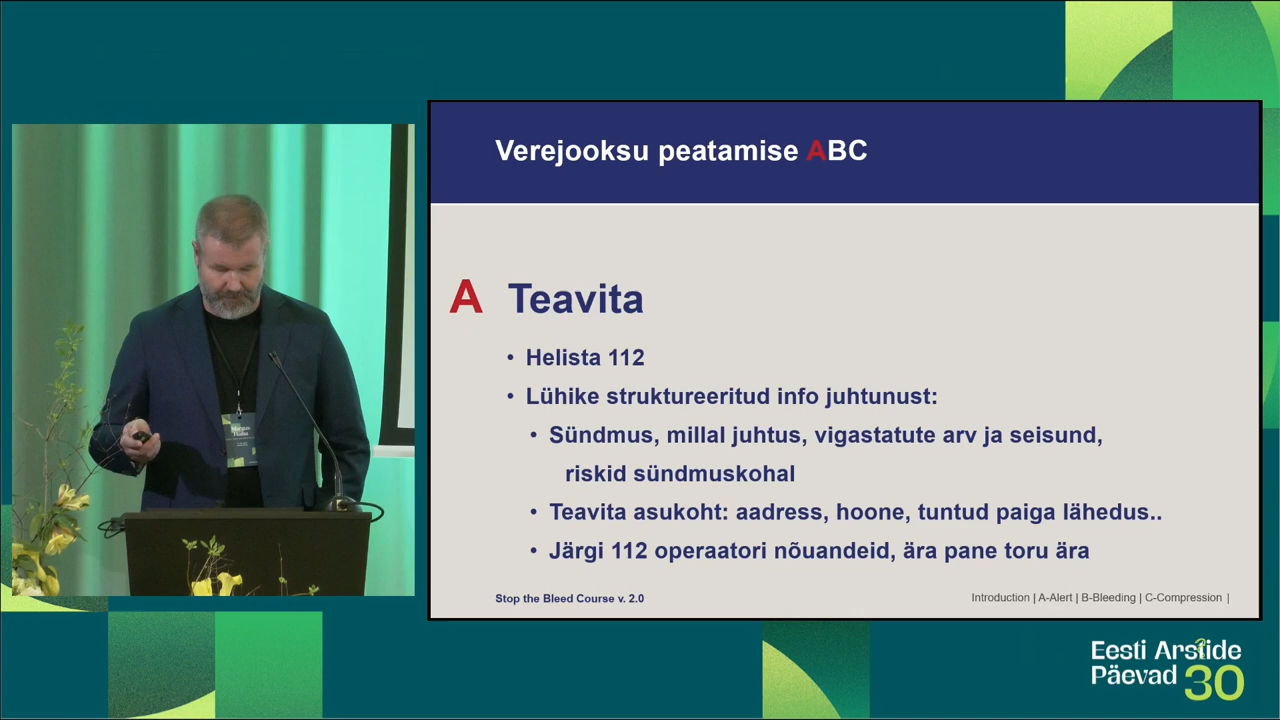 Verejooksu peatamise ABC
A Teavita
• Helista 112
• Lühike struktureeritud info juhtunust:
• Sündmus, millal juhtus, vigastatute arv ja seisund,
riskid sündmuskohal
• Teavita asukoht: aadress, hoone, tuntud paiga lähedus..
• Järgi 112 operaatori nõuandeid, ära pane toru ära
Stop the Bleed Course v. 2.0
Introduction | A-Alert | B-Bleeding | C-Compression |
Eesti Arstide
Päevad 30